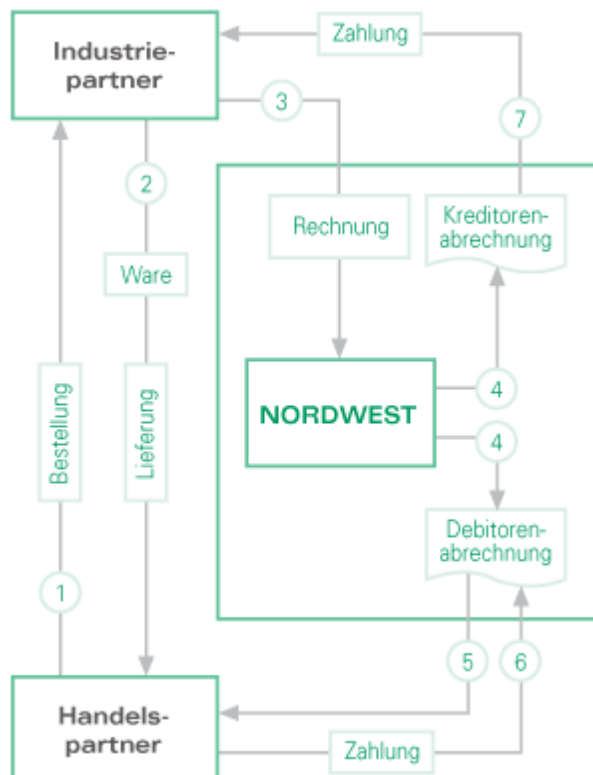 Industrie-
partner
Zahlung
3
7
2
Rechnung
Kreditoren-
abrechnung
Ware
NORDWEST
4
4
Bestellung
Lieferung
Debitoren-
abrechnung
1
5
6
Handels-
partner
Zahlung